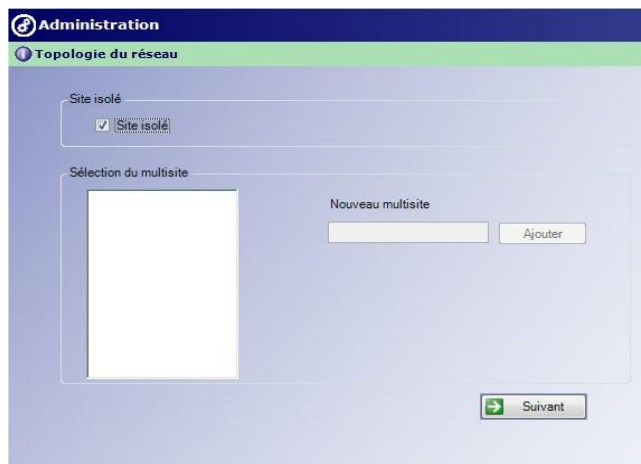 Administration
Topologie du réseau
Site isolé
Site isolé
Sélection du multisite
Nouveau multisite
Ajouter
Suivant